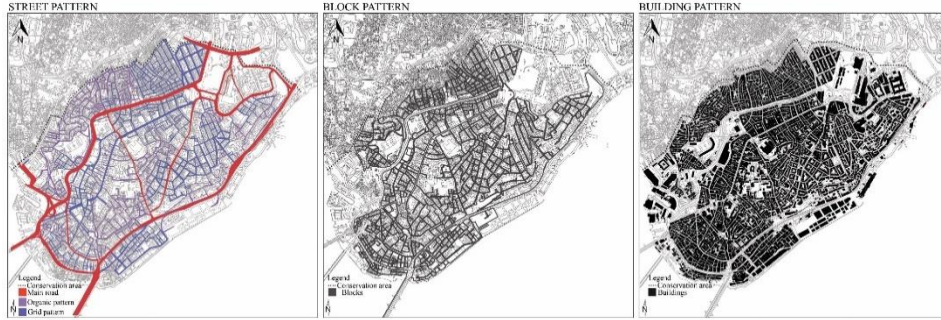 STREET PATTERN
N
Legend
Conservation area
Main road
Organic pattern
Grid pattern
N
BLOCK PATTERN
N
Legend
Conservation area
Blocks
N
BUILDING PATTERN
N
Legend
Conservation area
Buildings
N